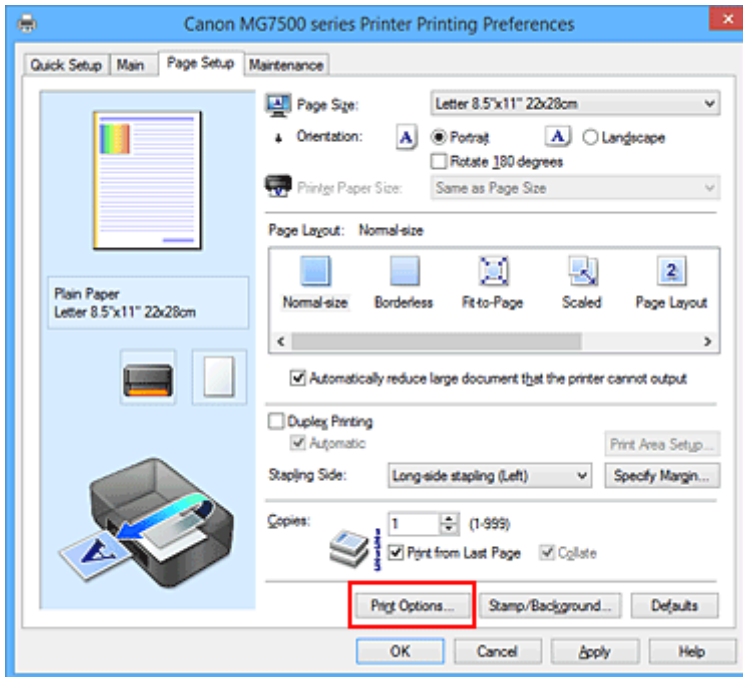 Canon MG7500 series Printer Printing Preferences
Quick Setup Main Page Setup Maintenance
Page Size: Letter 8.5"x11" 22x28cm
Orientation: A Portrait A Landscape
Rotate 180 degrees
Printer Paper Size: Same as Page Size
Page Layout: Normal-size
2
Normal-size Borderless Fit-to-Page Scaled Page Layout
Plain Paper
Letter 8.5"x11" 22x28cm
Automatically reduce large document that the printer cannot output
Duplex Printing
Automatic Print Area Setup...
Stapling Side: Long-side stapling (Left) Specify Margin...
Copies: 1 (1-999)
Print from Last Page Collate
A
Print Options... Stamp/Background... Defaults
OK Cancel Apply Help